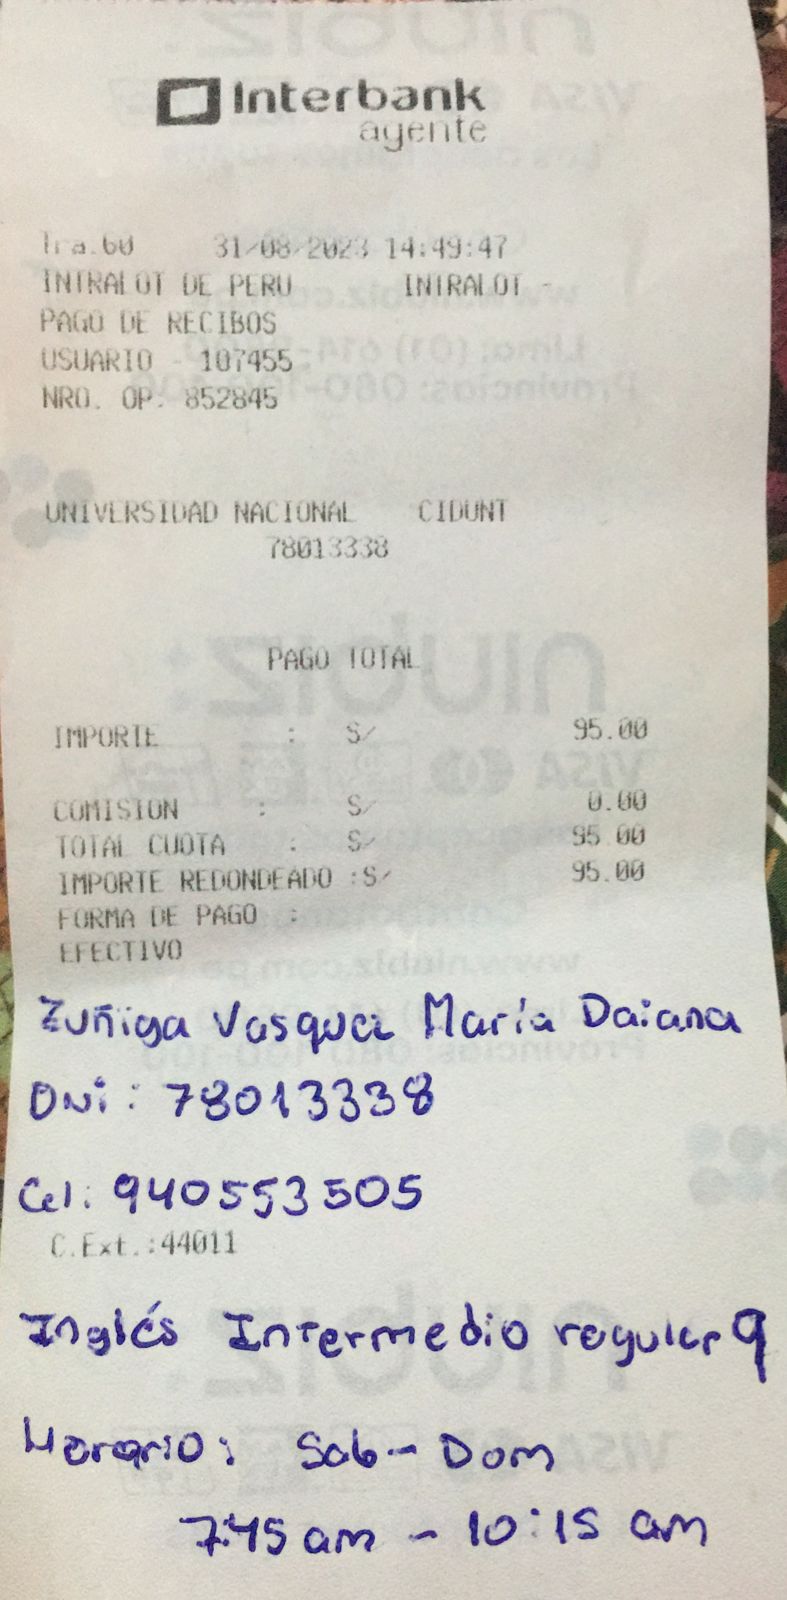 Interbank
agente
Tra.60 31/08/2023 14:49:47
INTRALOT DE PERU INTRALOT -
PAGO DE RECIBOS
USUARIO - 107455
NRO. OP. 852845
UNIVERSIDAD NACIONAL CIDUNT
78013338
PAGO TOTAL
IMPORTE : S/ 95.00
COMISION : S/ 0.00
TOTAL CUOTA : S/ 95.00
IMPORTE REDONDEADO :S/ 95.00
FORMA DE PAGO :
EFECTIVO
Zuñiga Vasquez María Daiana
Dni: 78013338
Cel: 940553505
C.Ext.:44011
Inglés Intermedio regular 9
Horario: Sab - Dom
7:45 am - 10:15 am